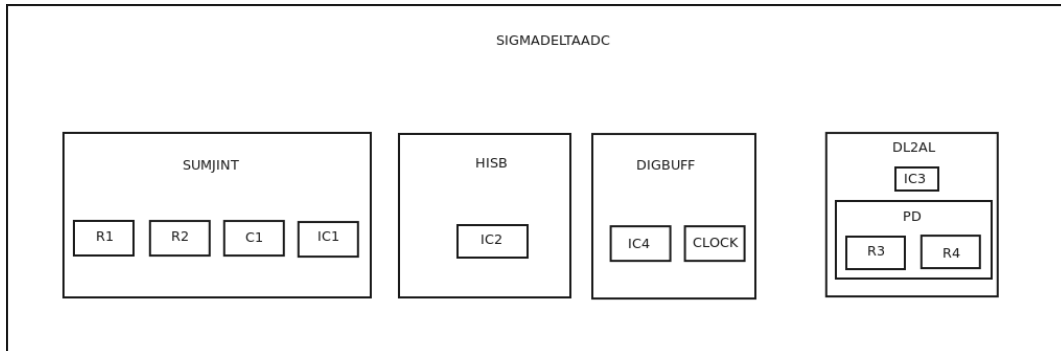 SIGMADELTAADC
SUMJINT
R1
R2
C1
IC1
HISB
IC2
DIGBUFF
IC4
CLOCK
DL2AL
IC3
PD
R3
R4